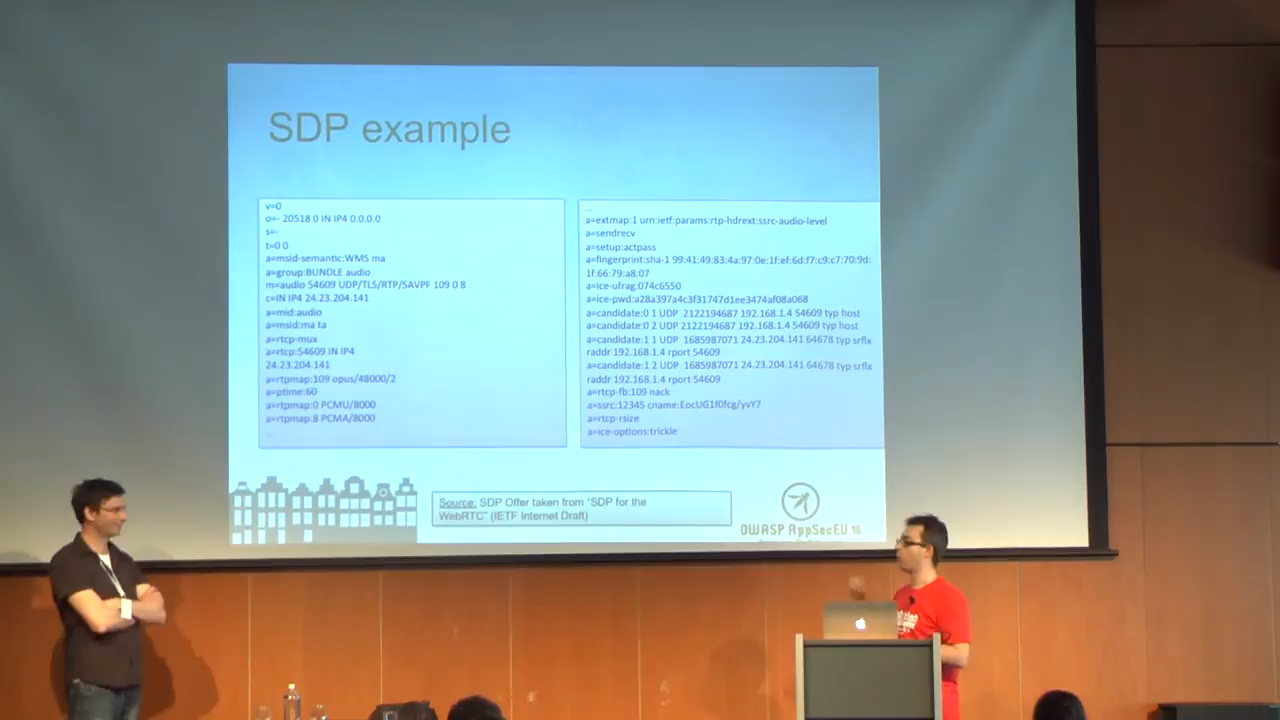 SDP example
v=0
o=- 20518 0 IN IP4 0.0.0.0
s=-
t=0 0
a=msid-semantic:WMS ma
a=group:BUNDLE audio
m=audio 54609 UDP/TLS/RTP/SAVPF 109 0 8
c=IN IP4 24.23.204.141
a=mid:audio
a=msid:ma ta
a=rtcp-mux
a=rtcp:54609 IN IP4
24.23.204.141
a=rtpmap:109 opus/48000/2
a=ptime:60
a=rtpmap:0 PCMU/8000
a=rtpmap:8 PCMA/8000
...
...
a=extmap:1 urn:ietf:params:rtp-hdrext:ssrc-audio-level
a=sendrecv
a=setup:actpass
a=fingerprint:sha-1 99:41:49:83:4a:97:0e:1f:ef:6d:f7:c9:c7:70:9d:
1f:66:79:a8:07
a=ice-ufrag:074c6550
a=ice-pwd:a28a397a4c3f31747d1ee3474af08a068
a=candidate:0 1 UDP 2122194687 192.168.1.4 54609 typ host
a=candidate:0 2 UDP 2122194687 192.168.1.4 54609 typ host
a=candidate:1 1 UDP 1685987071 24.23.204.141 64678 typ srflx
raddr 192.168.1.4 rport 54609
a=candidate:1 2 UDP 1685987071 24.23.204.141 64678 typ srflx
raddr 192.168.1.4 rport 54609
a=rtcp-fb:109 nack
a=ssrc:12345 cname:EocUG1f0fcg/yvY7
a=rtcp-rsize
a=ice-options:trickle
Source: SDP Offer taken from "SDP for the
WebRTC" (IETF Internet Draft)
OWASP AppSecEU 15